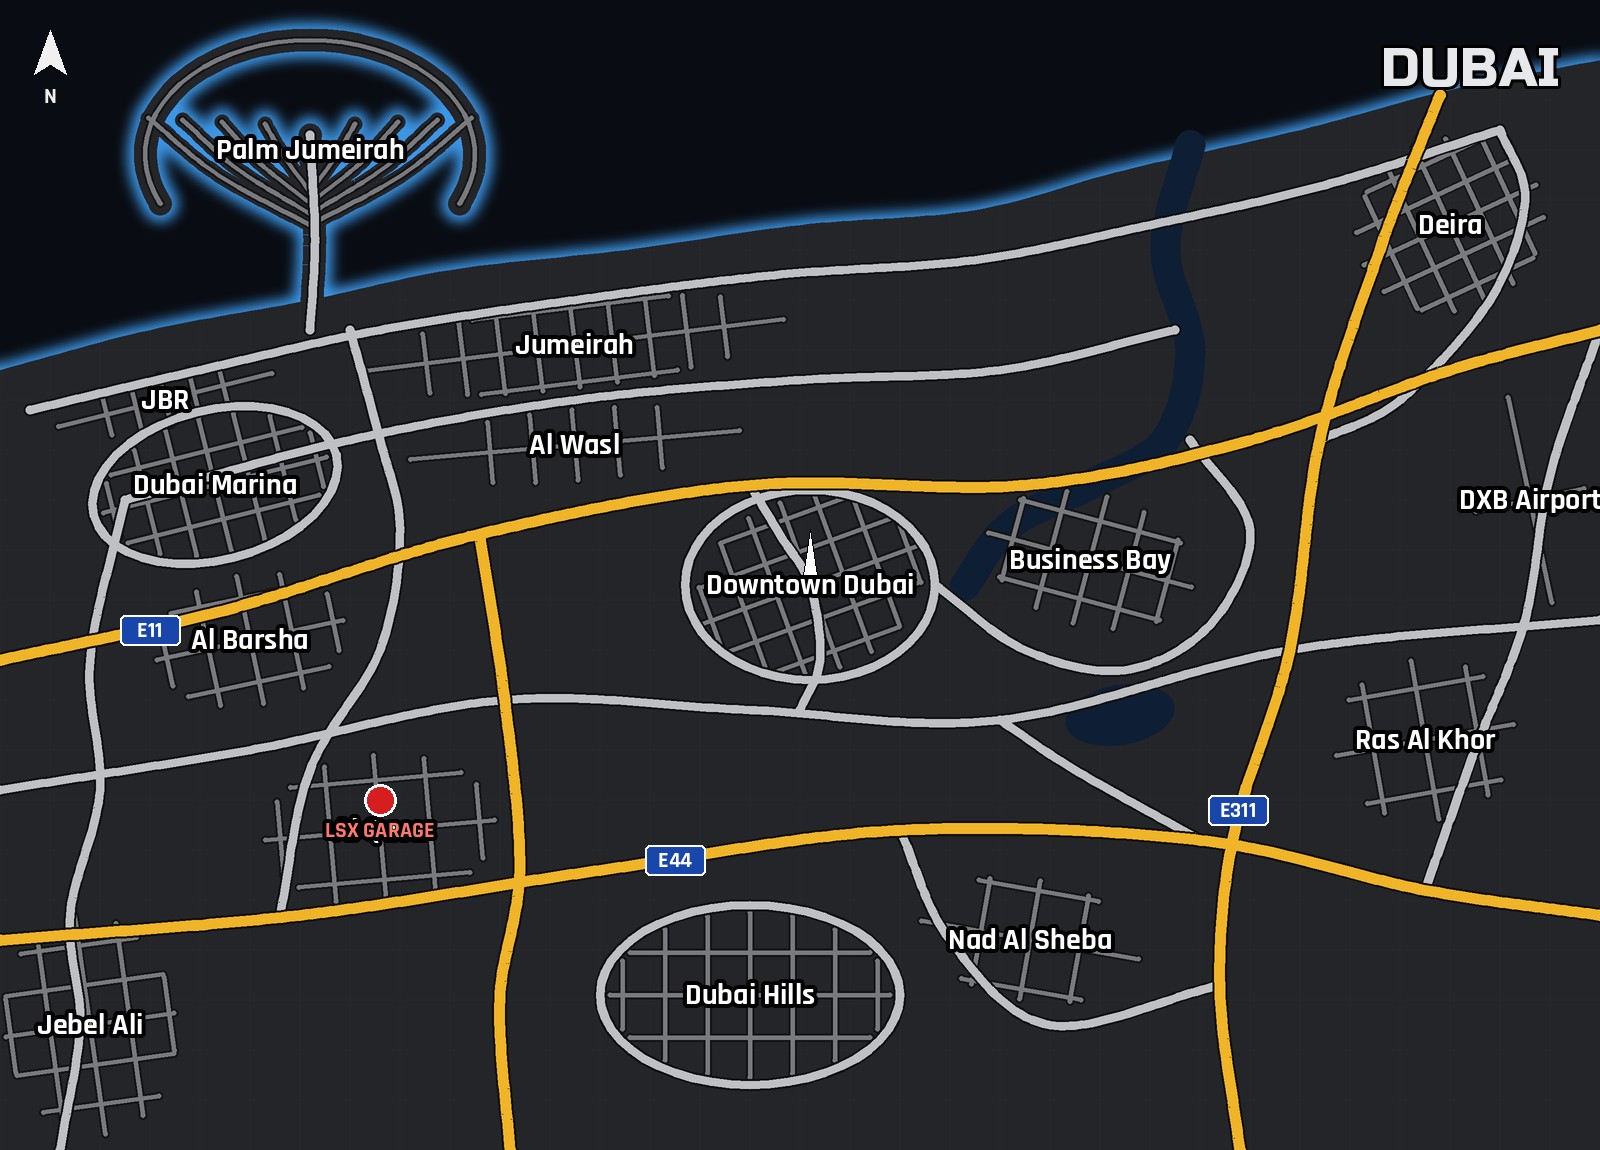 DUBAI
N
Palm Jumeirah
Deira
Jumeirah
JBR
Al Wasl
Dubai Marina
DXB Airport
Business Bay
Downtown Dubai
E11
Al Barsha
Ras Al Khor
E311
LSX GARAGE
E44
Nad Al Sheba
Dubai Hills
Jebel Ali